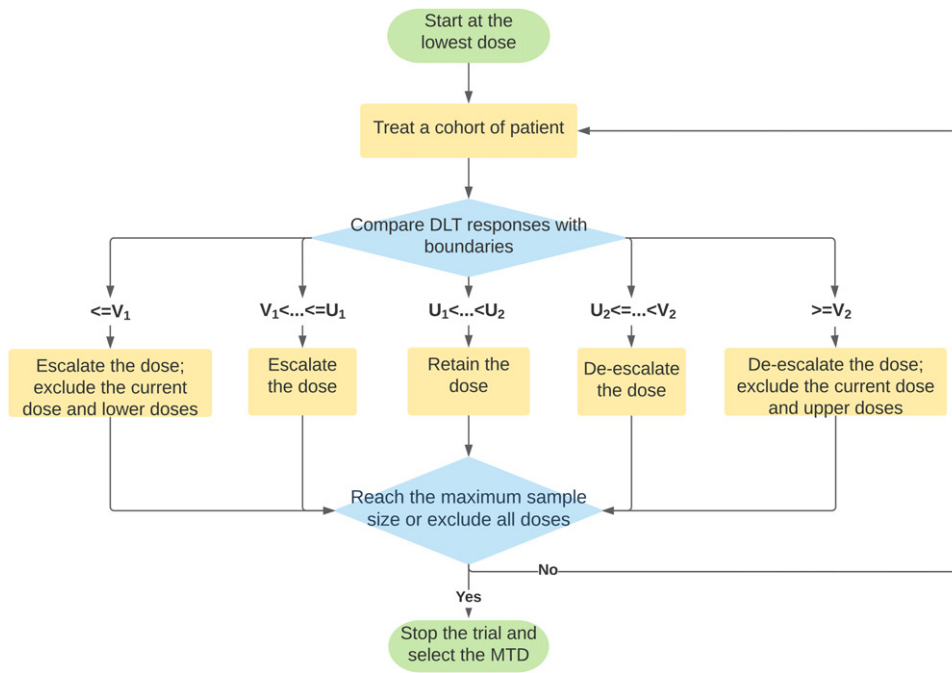 Start at the
lowest dose
Treat a cohort of patient
Compare DLT responses with
boundaries
<=V₁
V₁<...<=U₁
U₁<...<U₂
U₂<=...<V₂
>=V₂
Escalate the dose;
exclude the current
dose and lower doses
Escalate
the dose
Retain the
dose
De-escalate
the dose
De-escalate the dose;
exclude the current dose
and upper doses
Reach the maximum sample
size or exclude all doses
No
Yes
Stop the trial and
select the MTD